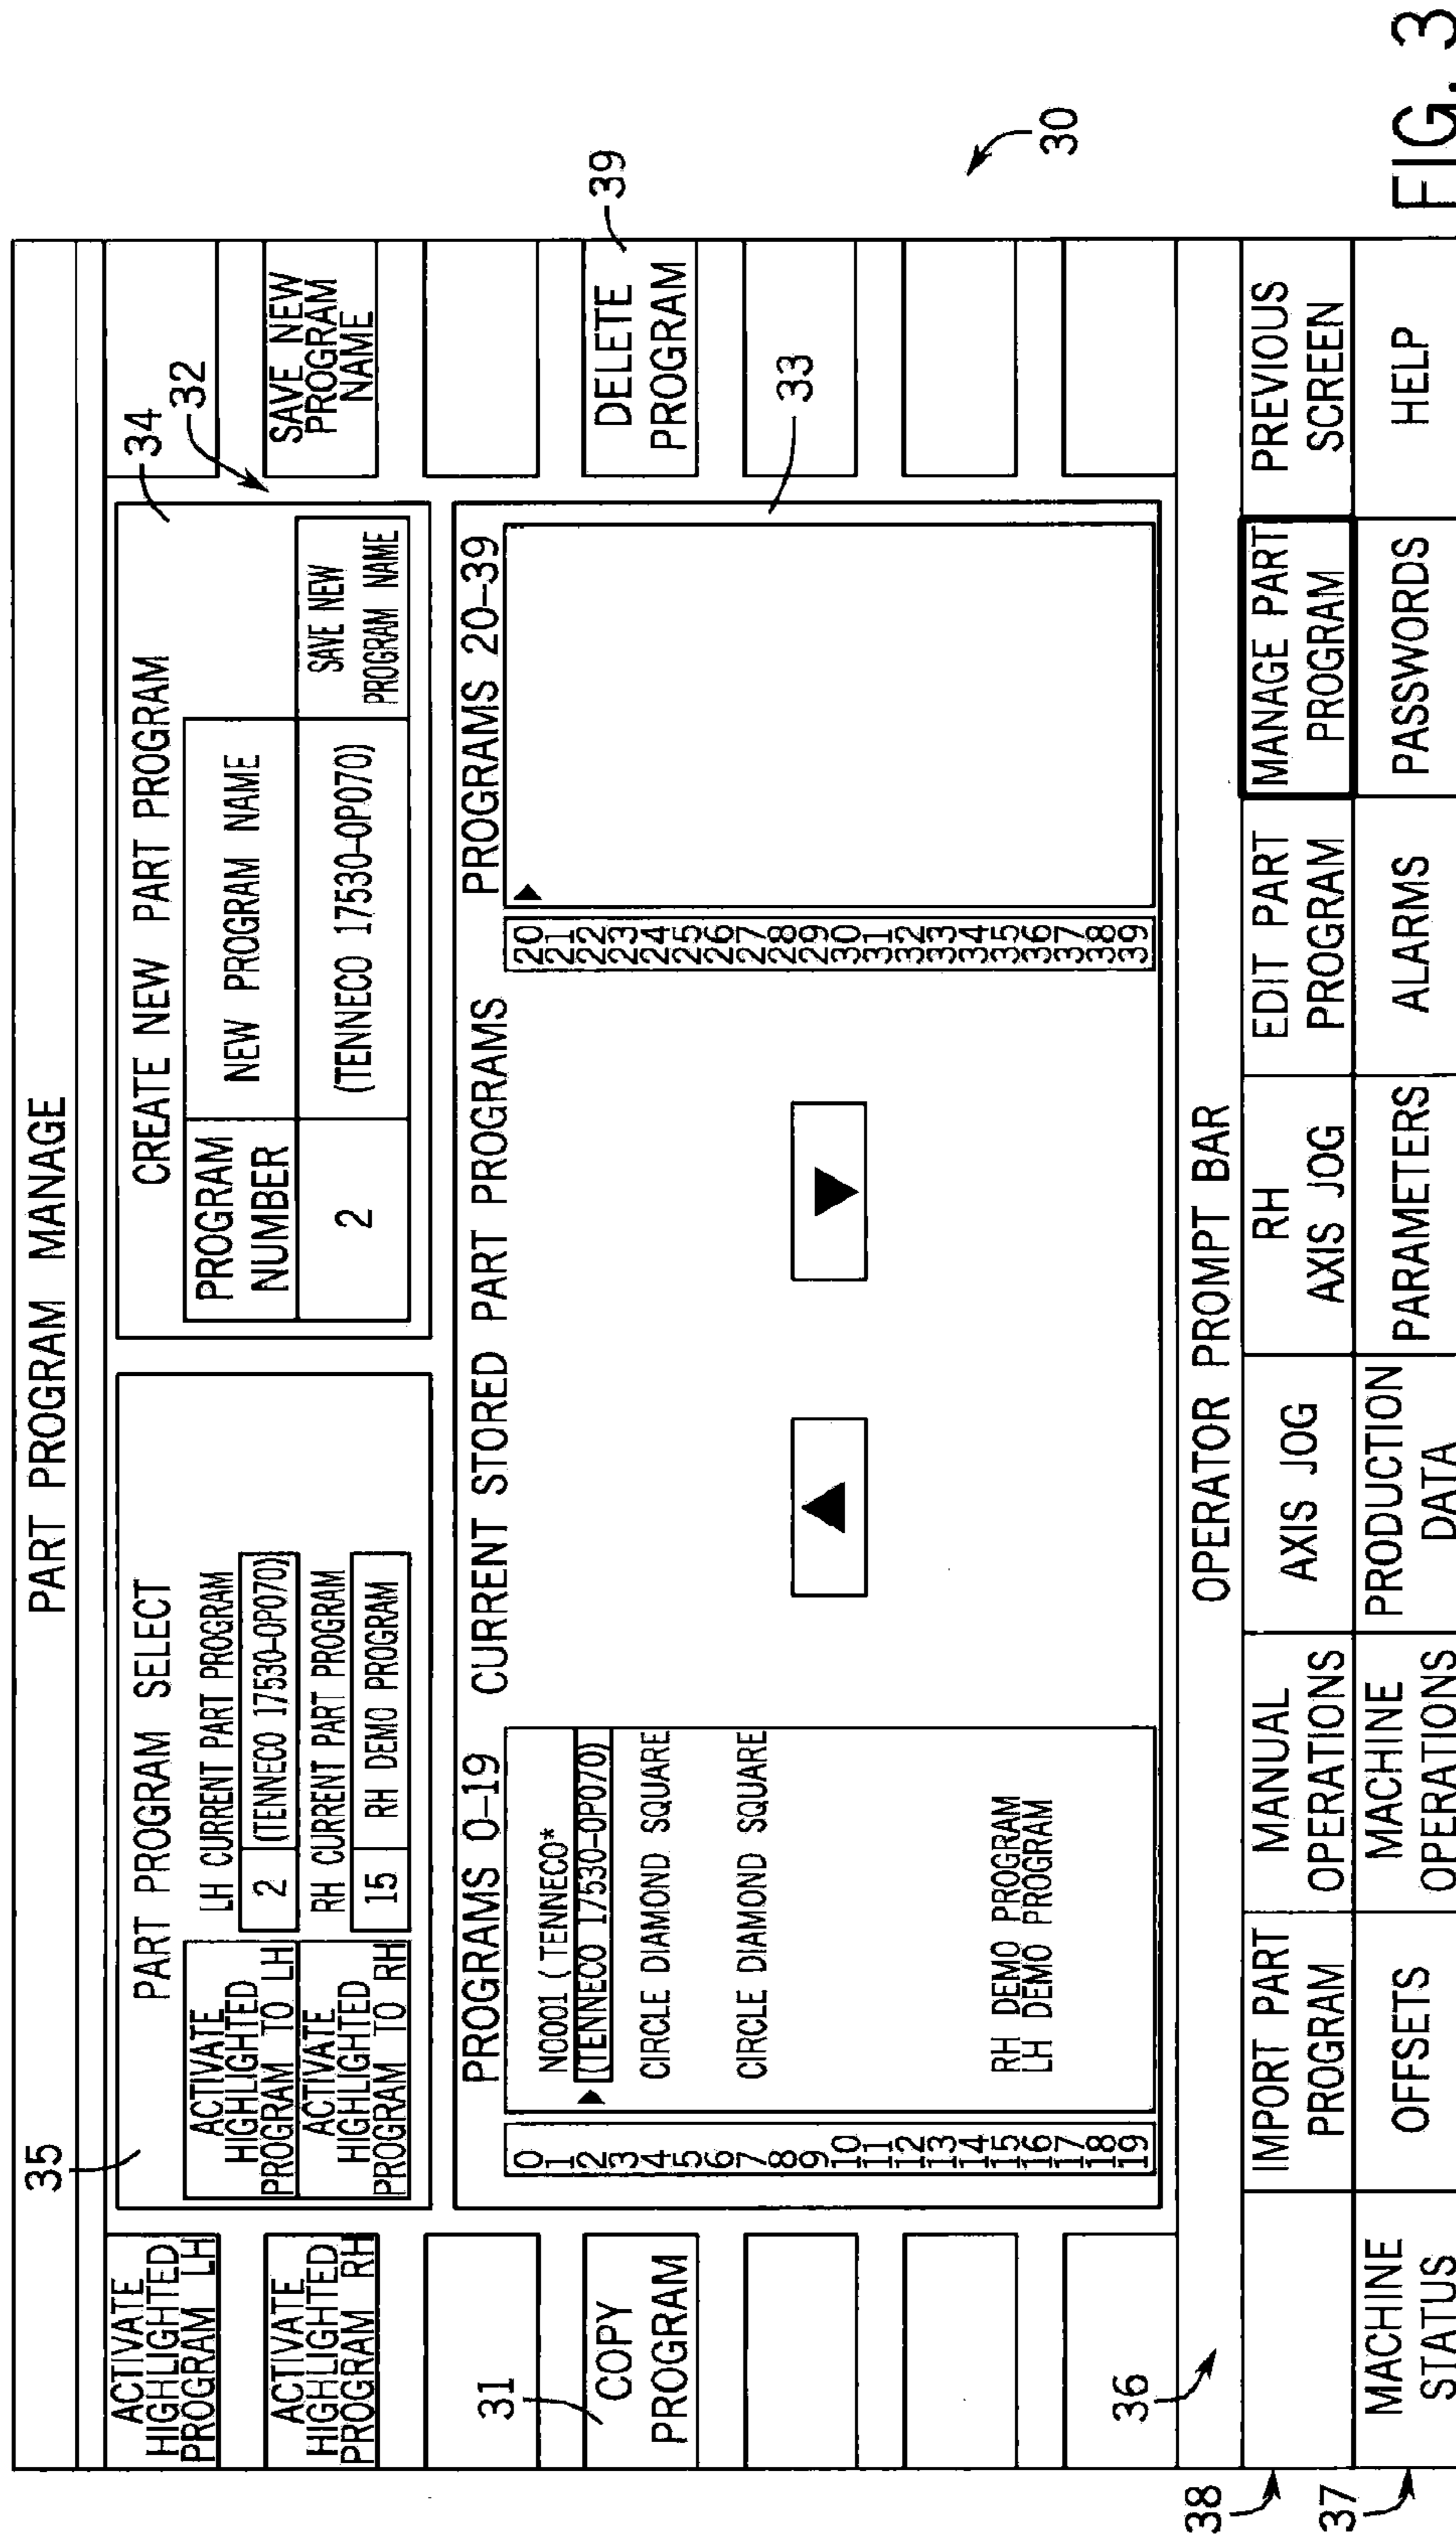 PART PROGRAM MANAGE
35
34
32
ACTIVATE
HIGHLIGHTED
PROGRAM LH
ACTIVATE
HIGHLIGHTED
PROGRAM RH
31
COPY
PROGRAM
PART PROGRAM SELECT
ACTIVATE
HIGHLIGHTED
PROGRAM TO LH
ACTIVATE
HIGHLIGHTED
PROGRAM TO RH
LH CURRENT PART PROGRAM
2 (TENNECO 17530-0P070)
RH CURRENT PART PROGRAM
15 RH DEMO PROGRAM
CREATE NEW PART PROGRAM
PROGRAM
NUMBER
NEW PROGRAM NAME
2 (TENNECO 17530-0P070)
SAVE NEW
PROGRAM NAME
SAVE NEW
PROGRAM
NAME
39
DELETE
PROGRAM
33
30
PROGRAMS 0-19
CURRENT STORED PART PROGRAMS
PROGRAMS 20-39
0
1 N0001 ( TENNECO*
2 (TENNECO 17530-0P070)
3
4 CIRCLE DIAMOND SQUARE
5
6
7 CIRCLE DIAMOND SQUARE
8
9
10
11
12
13
14
15 RH DEMO PROGRAM
16 LH DEMO PROGRAM
17
18
19
20
21
22
23
24
25
26
27
28
29
30
31
32
33
34
35
36
37
38
39
36
OPERATOR PROMPT BAR
38
IMPORT PART
PROGRAM
MANUAL
OPERATIONS
AXIS JOG
RH
AXIS JOG
EDIT PART
PROGRAM
MANAGE PART
PROGRAM
PREVIOUS
SCREEN
37
MACHINE
STATUS
OFFSETS
MACHINE
OPERATIONS
PRODUCTION
DATA
PARAMETERS
ALARMS
PASSWORDS
HELP
FIG. 3